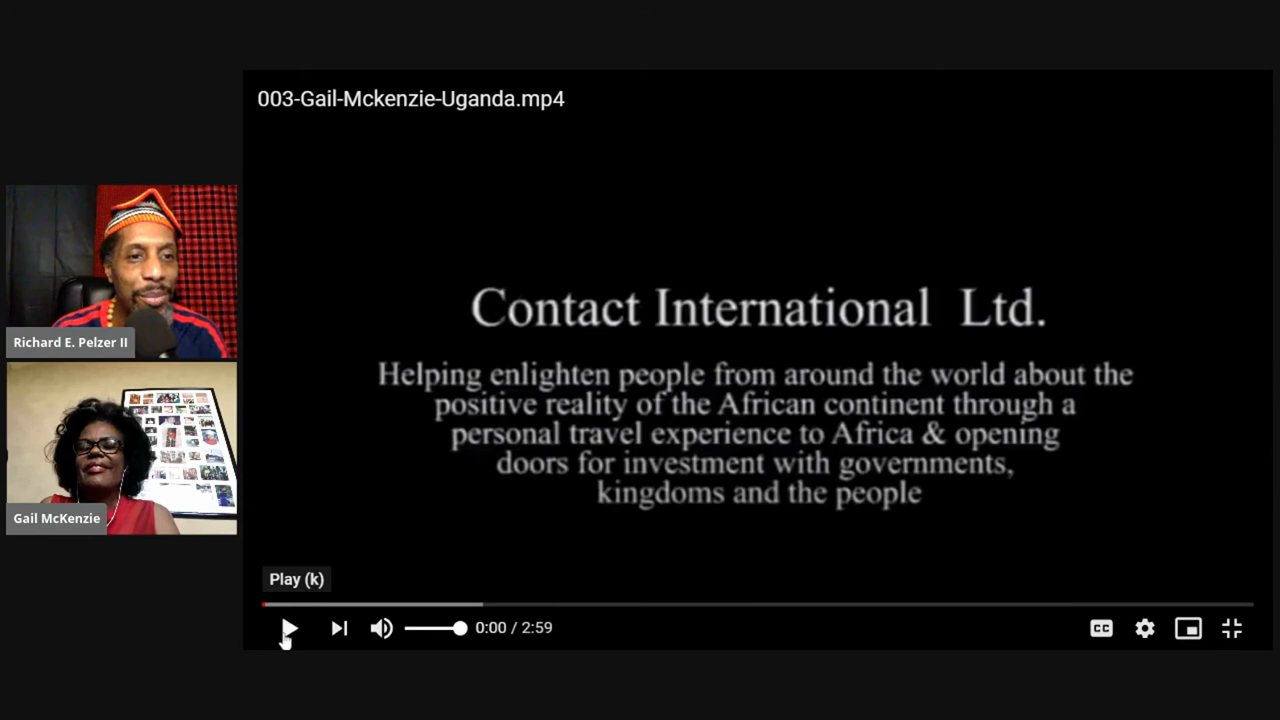 003-Gail-Mckenzie-Uganda.mp4
Richard E. Pelzer II
Gail McKenzie
Contact International Ltd.
Helping enlighten people from around the world about the
positive reality of the African continent through a
personal travel experience to Africa & opening
doors for investment with governments,
kingdoms and the people
Play (k)
0:00 / 2:59
CC